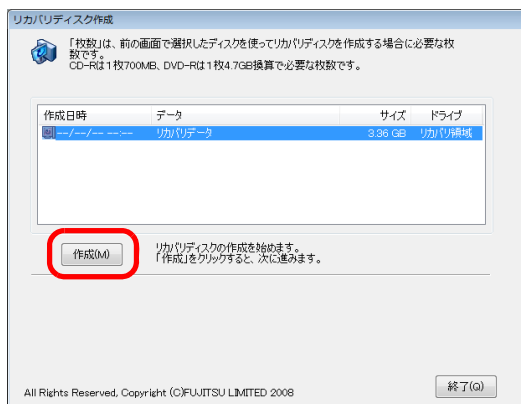 リカバリディスク作成
「枚数」は、前の画面で選択したディスクを使ってリカバリディスクを作成する場合に必要な枚
数です。
CD-Rは1枚700MB、DVD-Rは1枚4.7GB換算で必要な枚数です。
作成日時 データ サイズ ドライブ
--/--/-- --:-- リカバリデータ 3.36 GB リカバリ領域
作成(M)
リカバリディスクの作成を始めます。
「作成」をクリックすると、次に進みます。
終了(Q)
All Rights Reserved, Copyright (C)FUJITSU LIMITED 2008